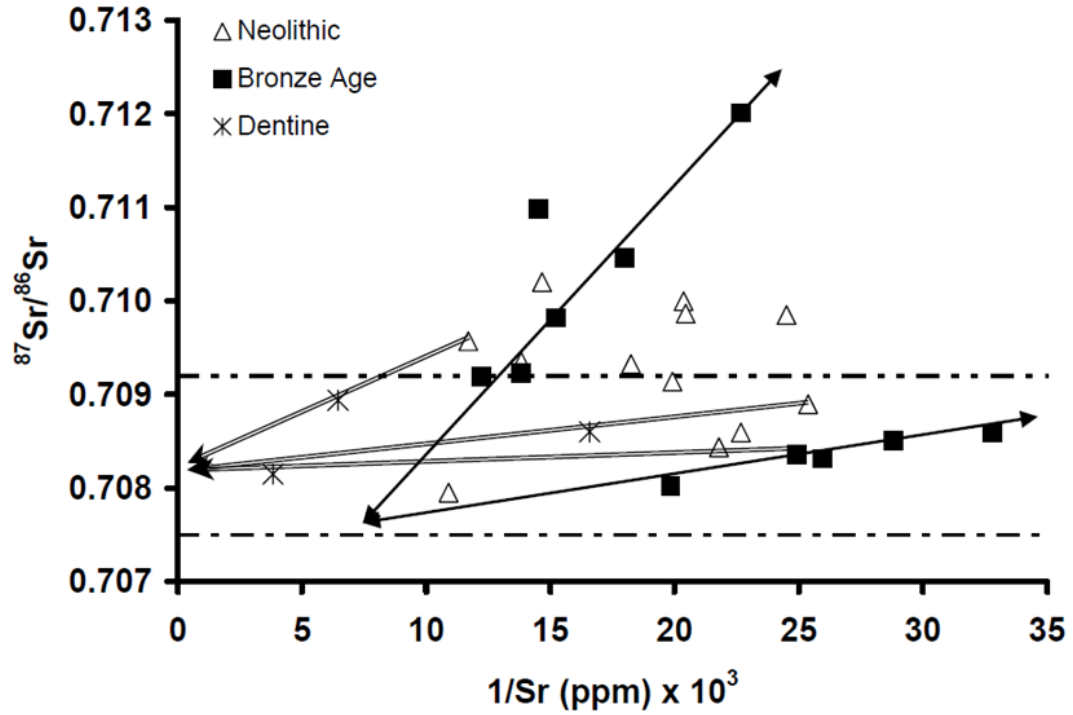 0.713
0.712
0.711
0.710
0.709
0.708
0.707
⁸⁷Sr/⁸⁶Sr
Neolithic
Bronze Age
Dentine
0 5 10 15 20 25 30 35
1/Sr (ppm) x 10³